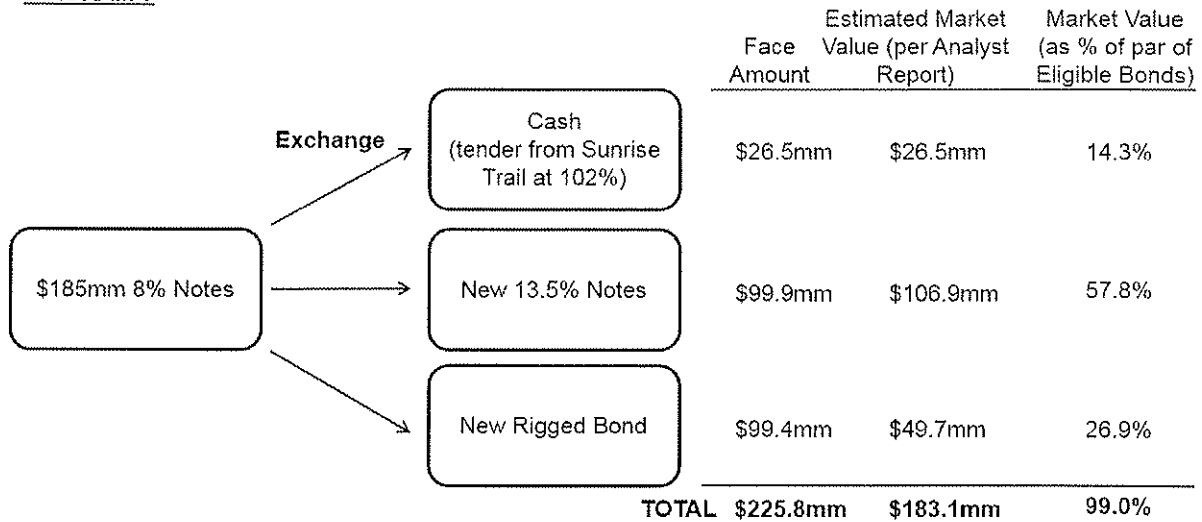 Estimated Market Market Value
Face Value (per Analyst (as % of par of
Amount Report) Eligible Bonds)
Exchange
Cash
(tender from Sunrise
Trail at 102%)
$26.5mm $26.5mm 14.3%
$185mm 8% Notes
New 13.5% Notes
$99.9mm $106.9mm 57.8%
New Rigged Bond
$99.4mm $49.7mm 26.9%
TOTAL $225.8mm $183.1mm 99.0%